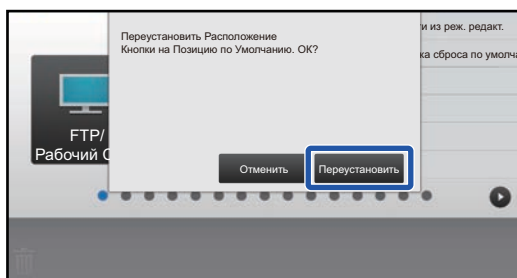 Переустановить Расположение
Кнопки на Позицию по Умолчанию. ОК?
и из реж. редакт.
ка сброса по умолча
FTP/
Рабочий С
Отменить
Переустановить